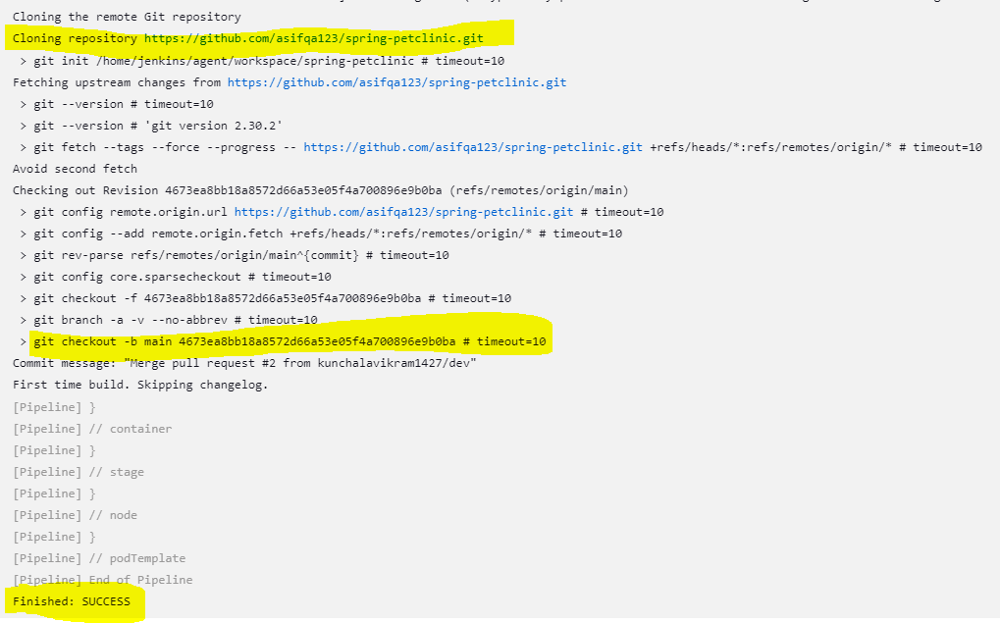 Cloning the remote Git repository
Cloning repository https://github.com/asifqa123/spring-petclinic.git
> git init /home/jenkins/agent/workspace/spring-petclinic # timeout=10
Fetching upstream changes from https://github.com/asifqa123/spring-petclinic.git
> git --version # timeout=10
> git --version # 'git version 2.30.2'
> git fetch --tags --force --progress -- https://github.com/asifqa123/spring-petclinic.git +refs/heads/*:refs/remotes/origin/* # timeout=10
Avoid second fetch
Checking out Revision 4673ea8bb18a8572d66a53e05f4a700896e9b0ba (refs/remotes/origin/main)
> git config remote.origin.url https://github.com/asifqa123/spring-petclinic.git # timeout=10
> git config --add remote.origin.fetch +refs/heads/*:refs/remotes/origin/* # timeout=10
> git rev-parse refs/remotes/origin/main^{commit} # timeout=10
> git config core.sparsecheckout # timeout=10
> git checkout -f 4673ea8bb18a8572d66a53e05f4a700896e9b0ba # timeout=10
> git branch -a -v --no-abbrev # timeout=10
> git checkout -b main 4673ea8bb18a8572d66a53e05f4a700896e9b0ba # timeout=10
Commit message: "Merge pull request #2 from kunchalavikram1427/dev"
First time build. Skipping changelog.
[Pipeline] }
[Pipeline] // container
[Pipeline] }
[Pipeline] // stage
[Pipeline] }
[Pipeline] // node
[Pipeline] }
[Pipeline] // podTemplate
[Pipeline] End of Pipeline
Finished: SUCCESS